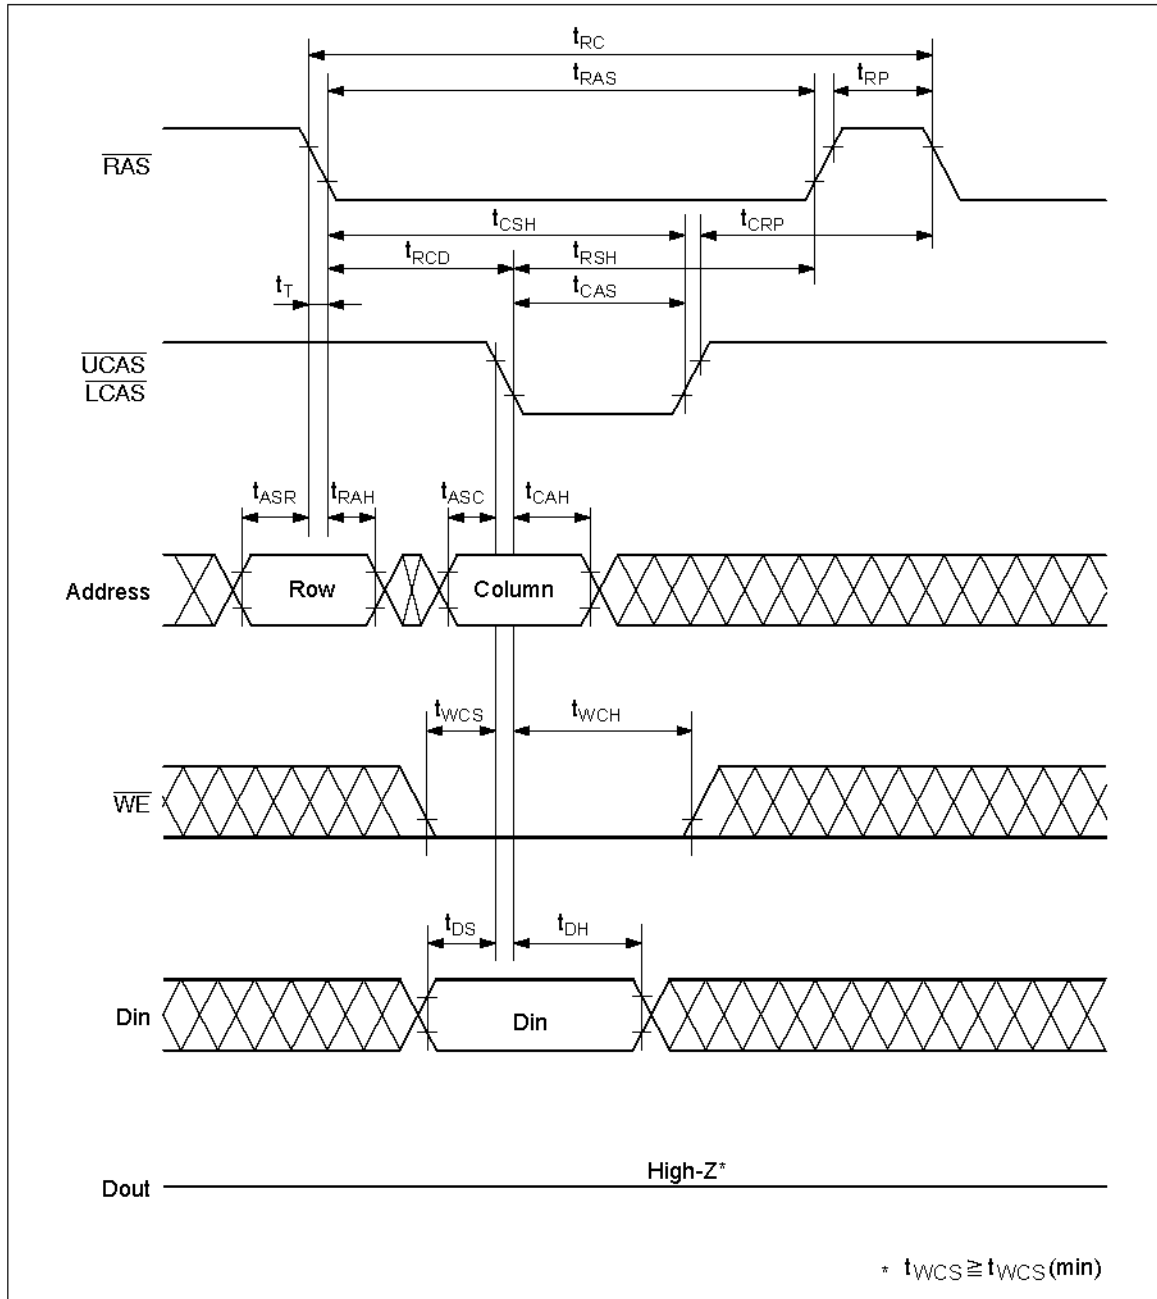 tRC
tRAS
tRP
RAS
tCSH
tCRP
tRCD
tRSH
tT
tCAS
UCAS
LCAS
tASR
tRAH
tASC
tCAH
Address
Row
Column
tWCS
tWCH
WE
tDS
tDH
Din
Din
High-Z*
Dout
* tWCS≧tWCS(min)